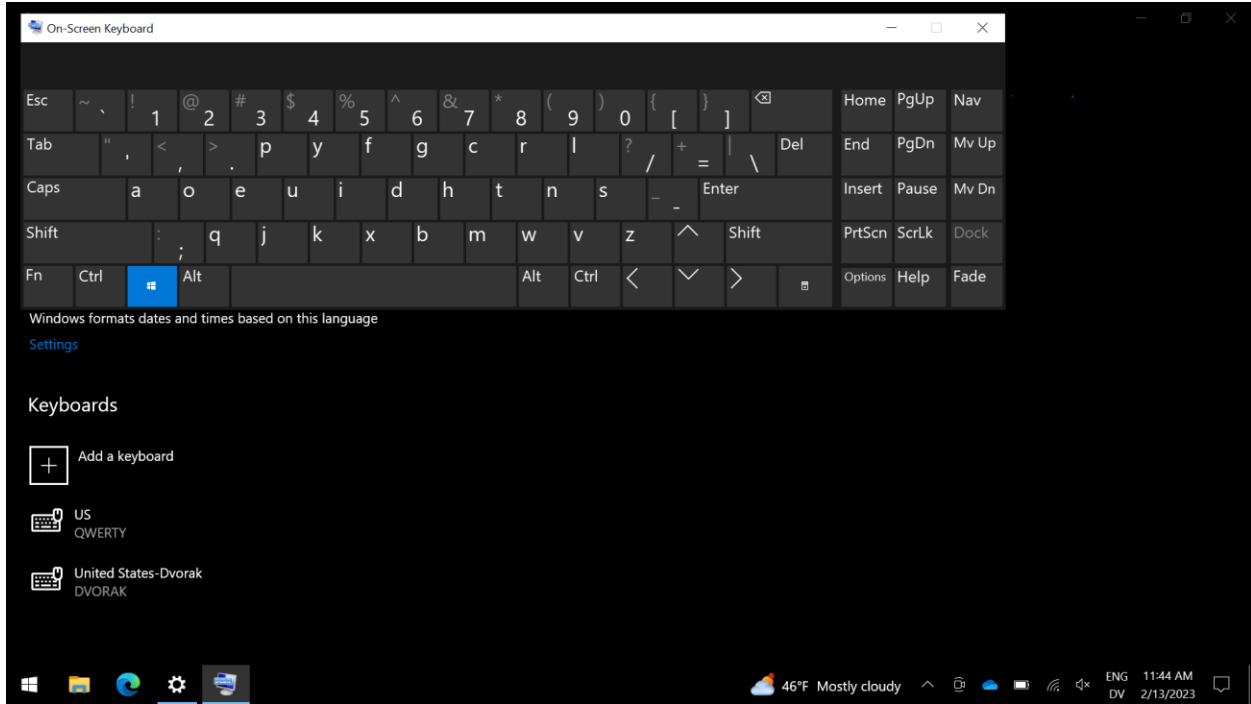 On-Screen Keyboard
Esc ~ ` ! 1 @ 2 # 3 $ 4 % 5 ^ 6 & 7 * 8 ( 9 ) 0 { [ } ] Home PgUp Nav
Tab " ' < , > . p y f g c r l ? / + = | \ Del End PgDn Mv Up
Caps a o e u i d h t n s _ - Enter Insert Pause Mv Dn
Shift : ; q j k x b m w v z Shift PrtScn ScrLk Dock
Fn Ctrl Alt Alt Ctrl Options Help Fade
Windows formats dates and times based on this language
Settings
Keyboards
Add a keyboard
US
QWERTY
United States-Dvorak
DVORAK
46°F Mostly cloudy ENG 11:44 AM
DV 2/13/2023